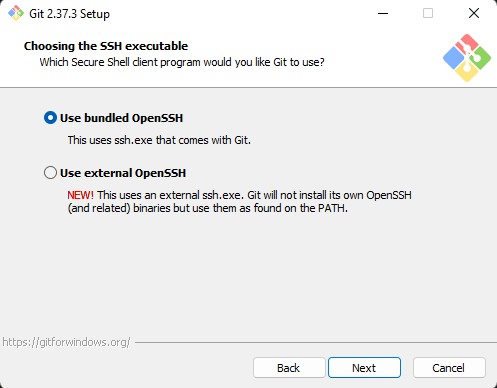 Git 2.37.3 Setup
Choosing the SSH executable
Which Secure Shell client program would you like Git to use?
Use bundled OpenSSH
This uses ssh.exe that comes with Git.
Use external OpenSSH
NEW! This uses an external ssh.exe. Git will not install its own OpenSSH
(and related) binaries but use them as found on the PATH.
https://gitforwindows.org/
Back
Next
Cancel